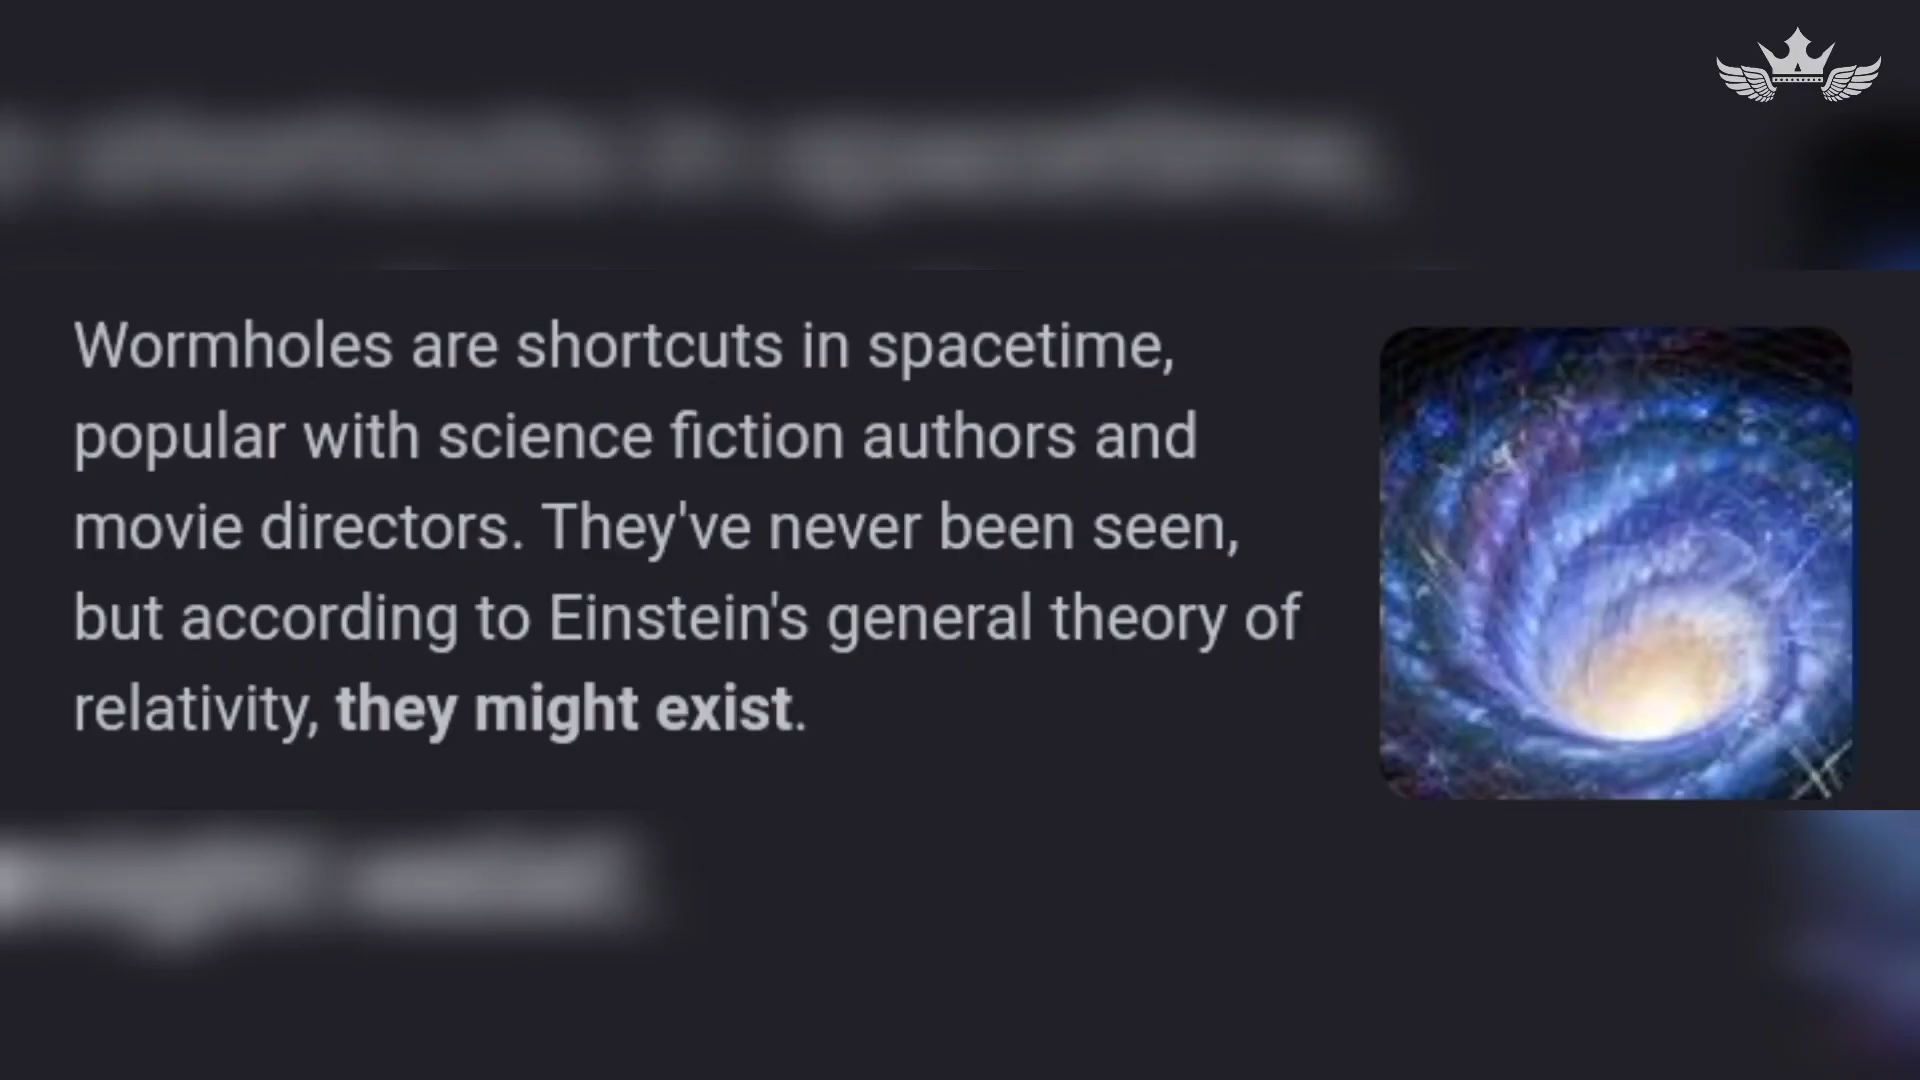 Wormholes are shortcuts in spacetime,
popular with science fiction authors and
movie directors. They've never been seen,
but according to Einstein's general theory of
relativity, they might exist.